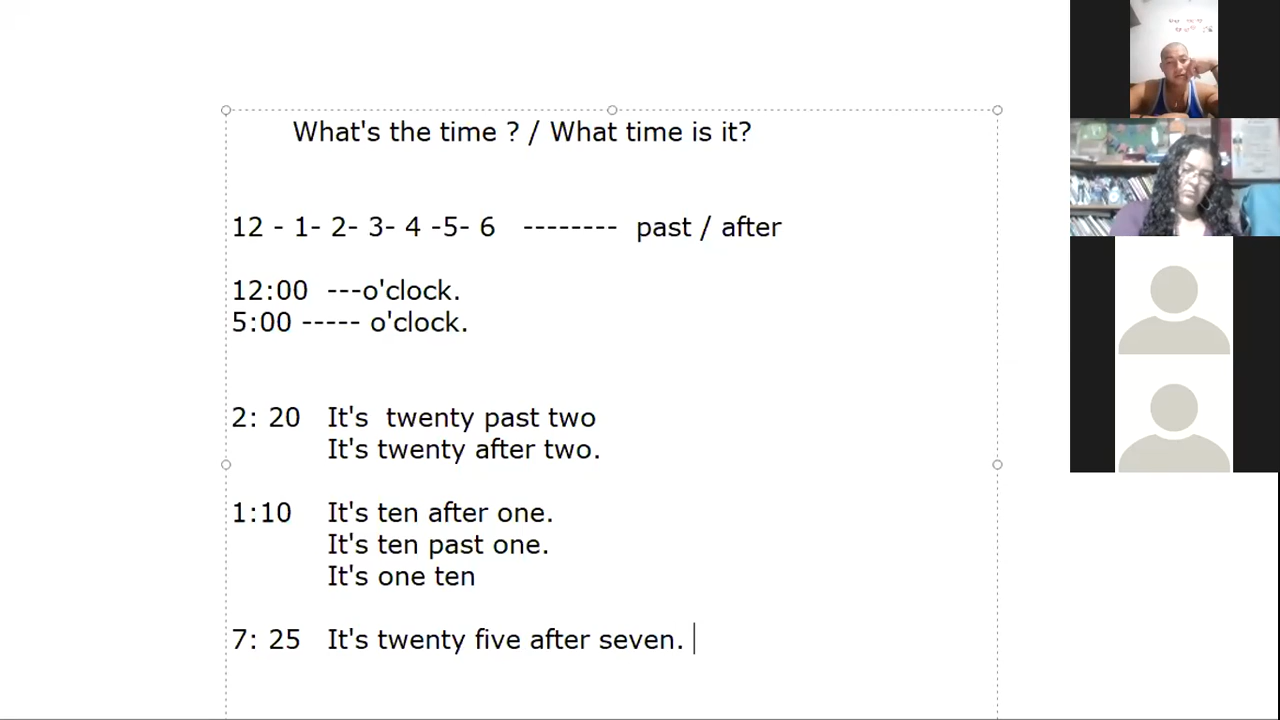 What's the time ? / What time is it?
12 - 1- 2- 3- 4 -5- 6 -------- past / after
12:00 ---o'clock.
5:00 ----- o'clock.
2: 20 It's twenty past two
It's twenty after two.
1:10 It's ten after one.
It's ten past one.
It's one ten
7: 25 It's twenty five after seven.